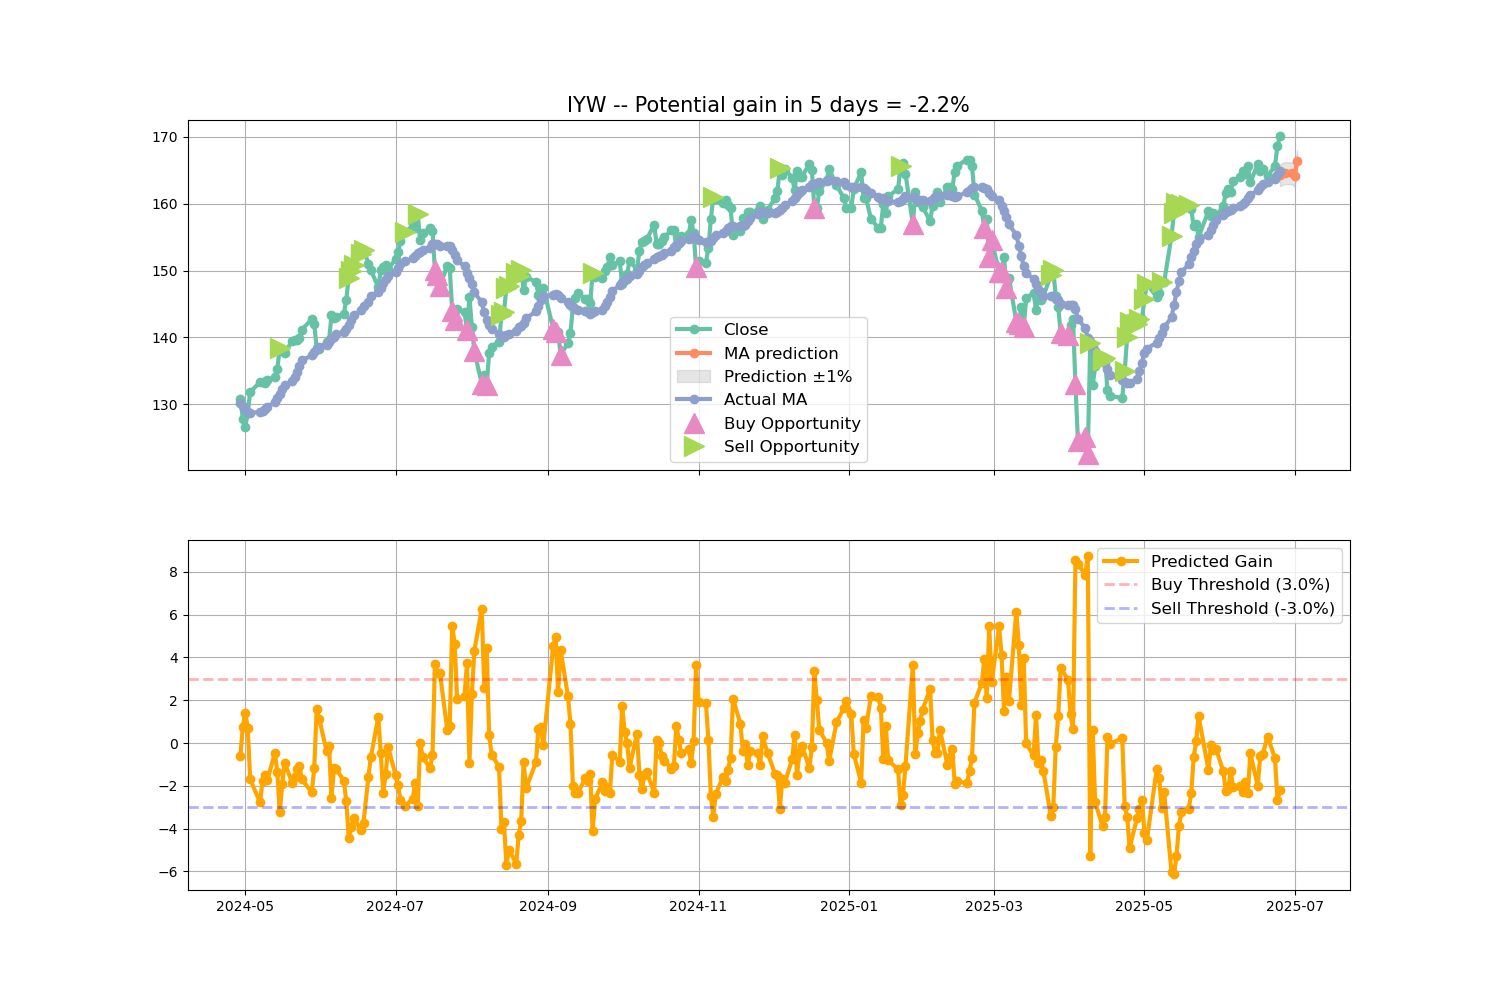 IYW -- Potential gain in 5 days = -2.2%
170
160
150
140
130
Close
MA prediction
Prediction ±1%
Actual MA
Buy Opportunity
Sell Opportunity
8
6
4
2
0
−2
−4
−6
Predicted Gain
Buy Threshold (3.0%)
Sell Threshold (-3.0%)
2024-05
2024-07
2024-09
2024-11
2025-01
2025-03
2025-05
2025-07